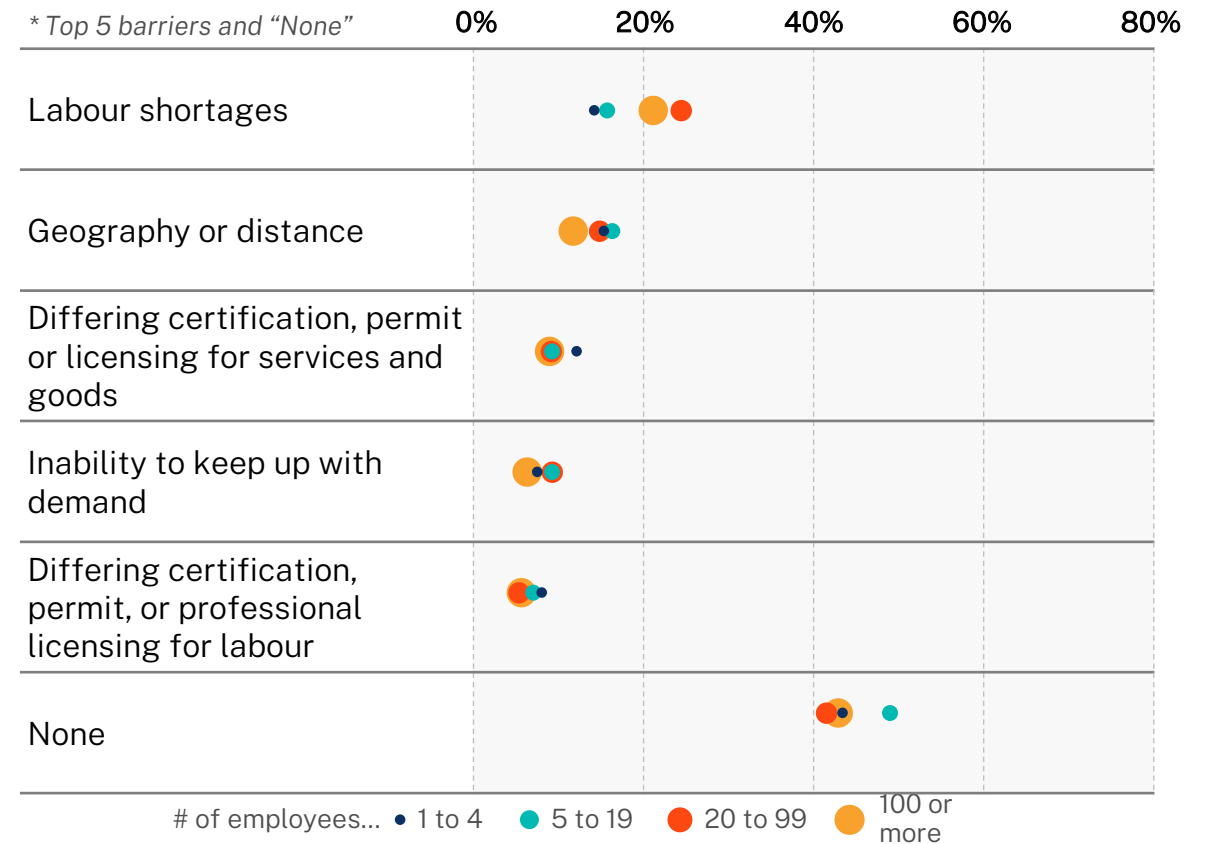 * Top 5 barriers and “None”
0% 20% 40% 60% 80%
Labour shortages
Geography or distance
Differing certification, permit
or licensing for services and
goods
Inability to keep up with
demand
Differing certification,
permit, or professional
licensing for labour
None
# of employees... 1 to 4 5 to 19 20 to 99 100 or
more